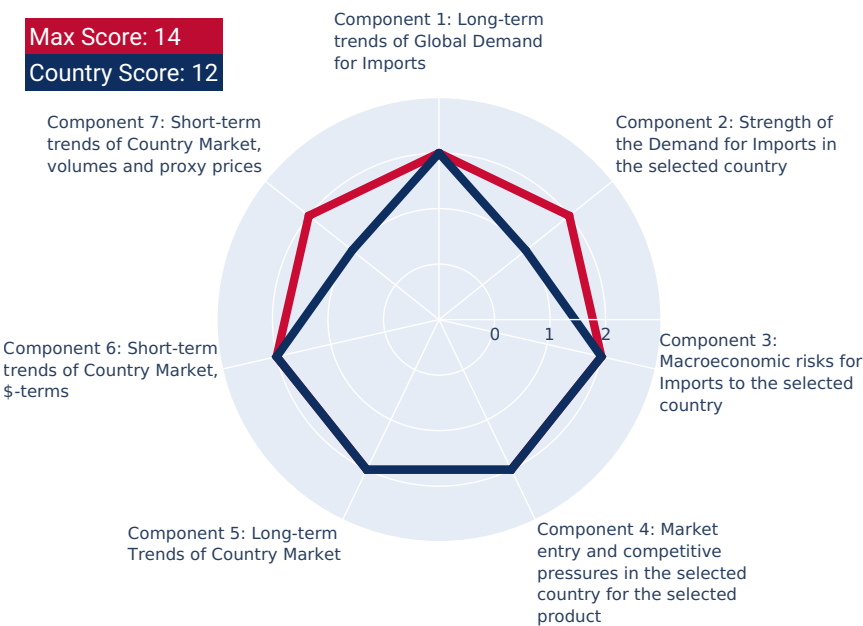 Max Score: 14
Country Score: 12
Component 1: Long-term
trends of Global Demand
for Imports
Component 2: Strength of
the Demand for Imports in
the selected country
Component 3:
Macroeconomic risks for
Imports to the selected
country
Component 4: Market
entry and competitive
pressures in the selected
country for the selected
product
Component 5: Long-term
Trends of Country Market
Component 6: Short-term
trends of Country Market,
$-terms
Component 7: Short-term
trends of Country Market,
volumes and proxy prices
0
1
2